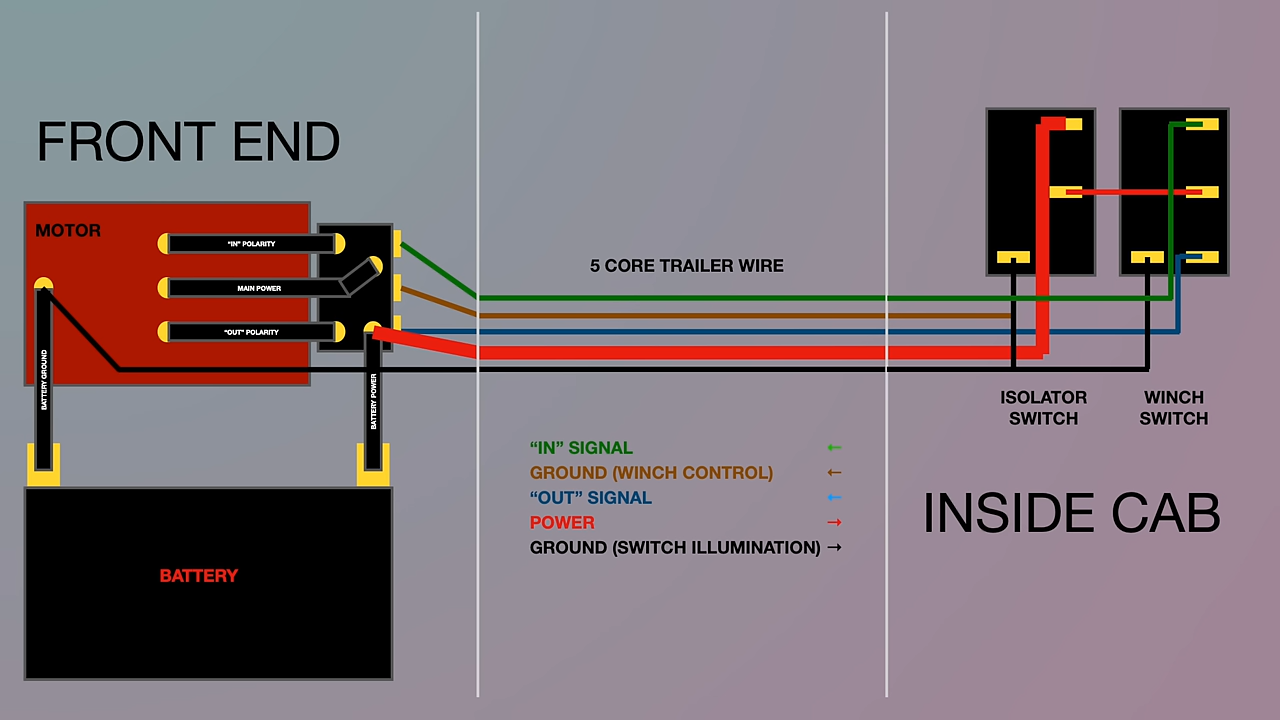 FRONT END
MOTOR
“IN” POLARITY
MAIN POWER
“OUT” POLARITY
BATTERY GROUND
BATTERY POWER
BATTERY
5 CORE TRAILER WIRE
“IN” SIGNAL ←
GROUND (WINCH CONTROL) ←
“OUT” SIGNAL ←
POWER →
GROUND (SWITCH ILLUMINATION) →
ISOLATOR
SWITCH
WINCH
SWITCH
INSIDE CAB